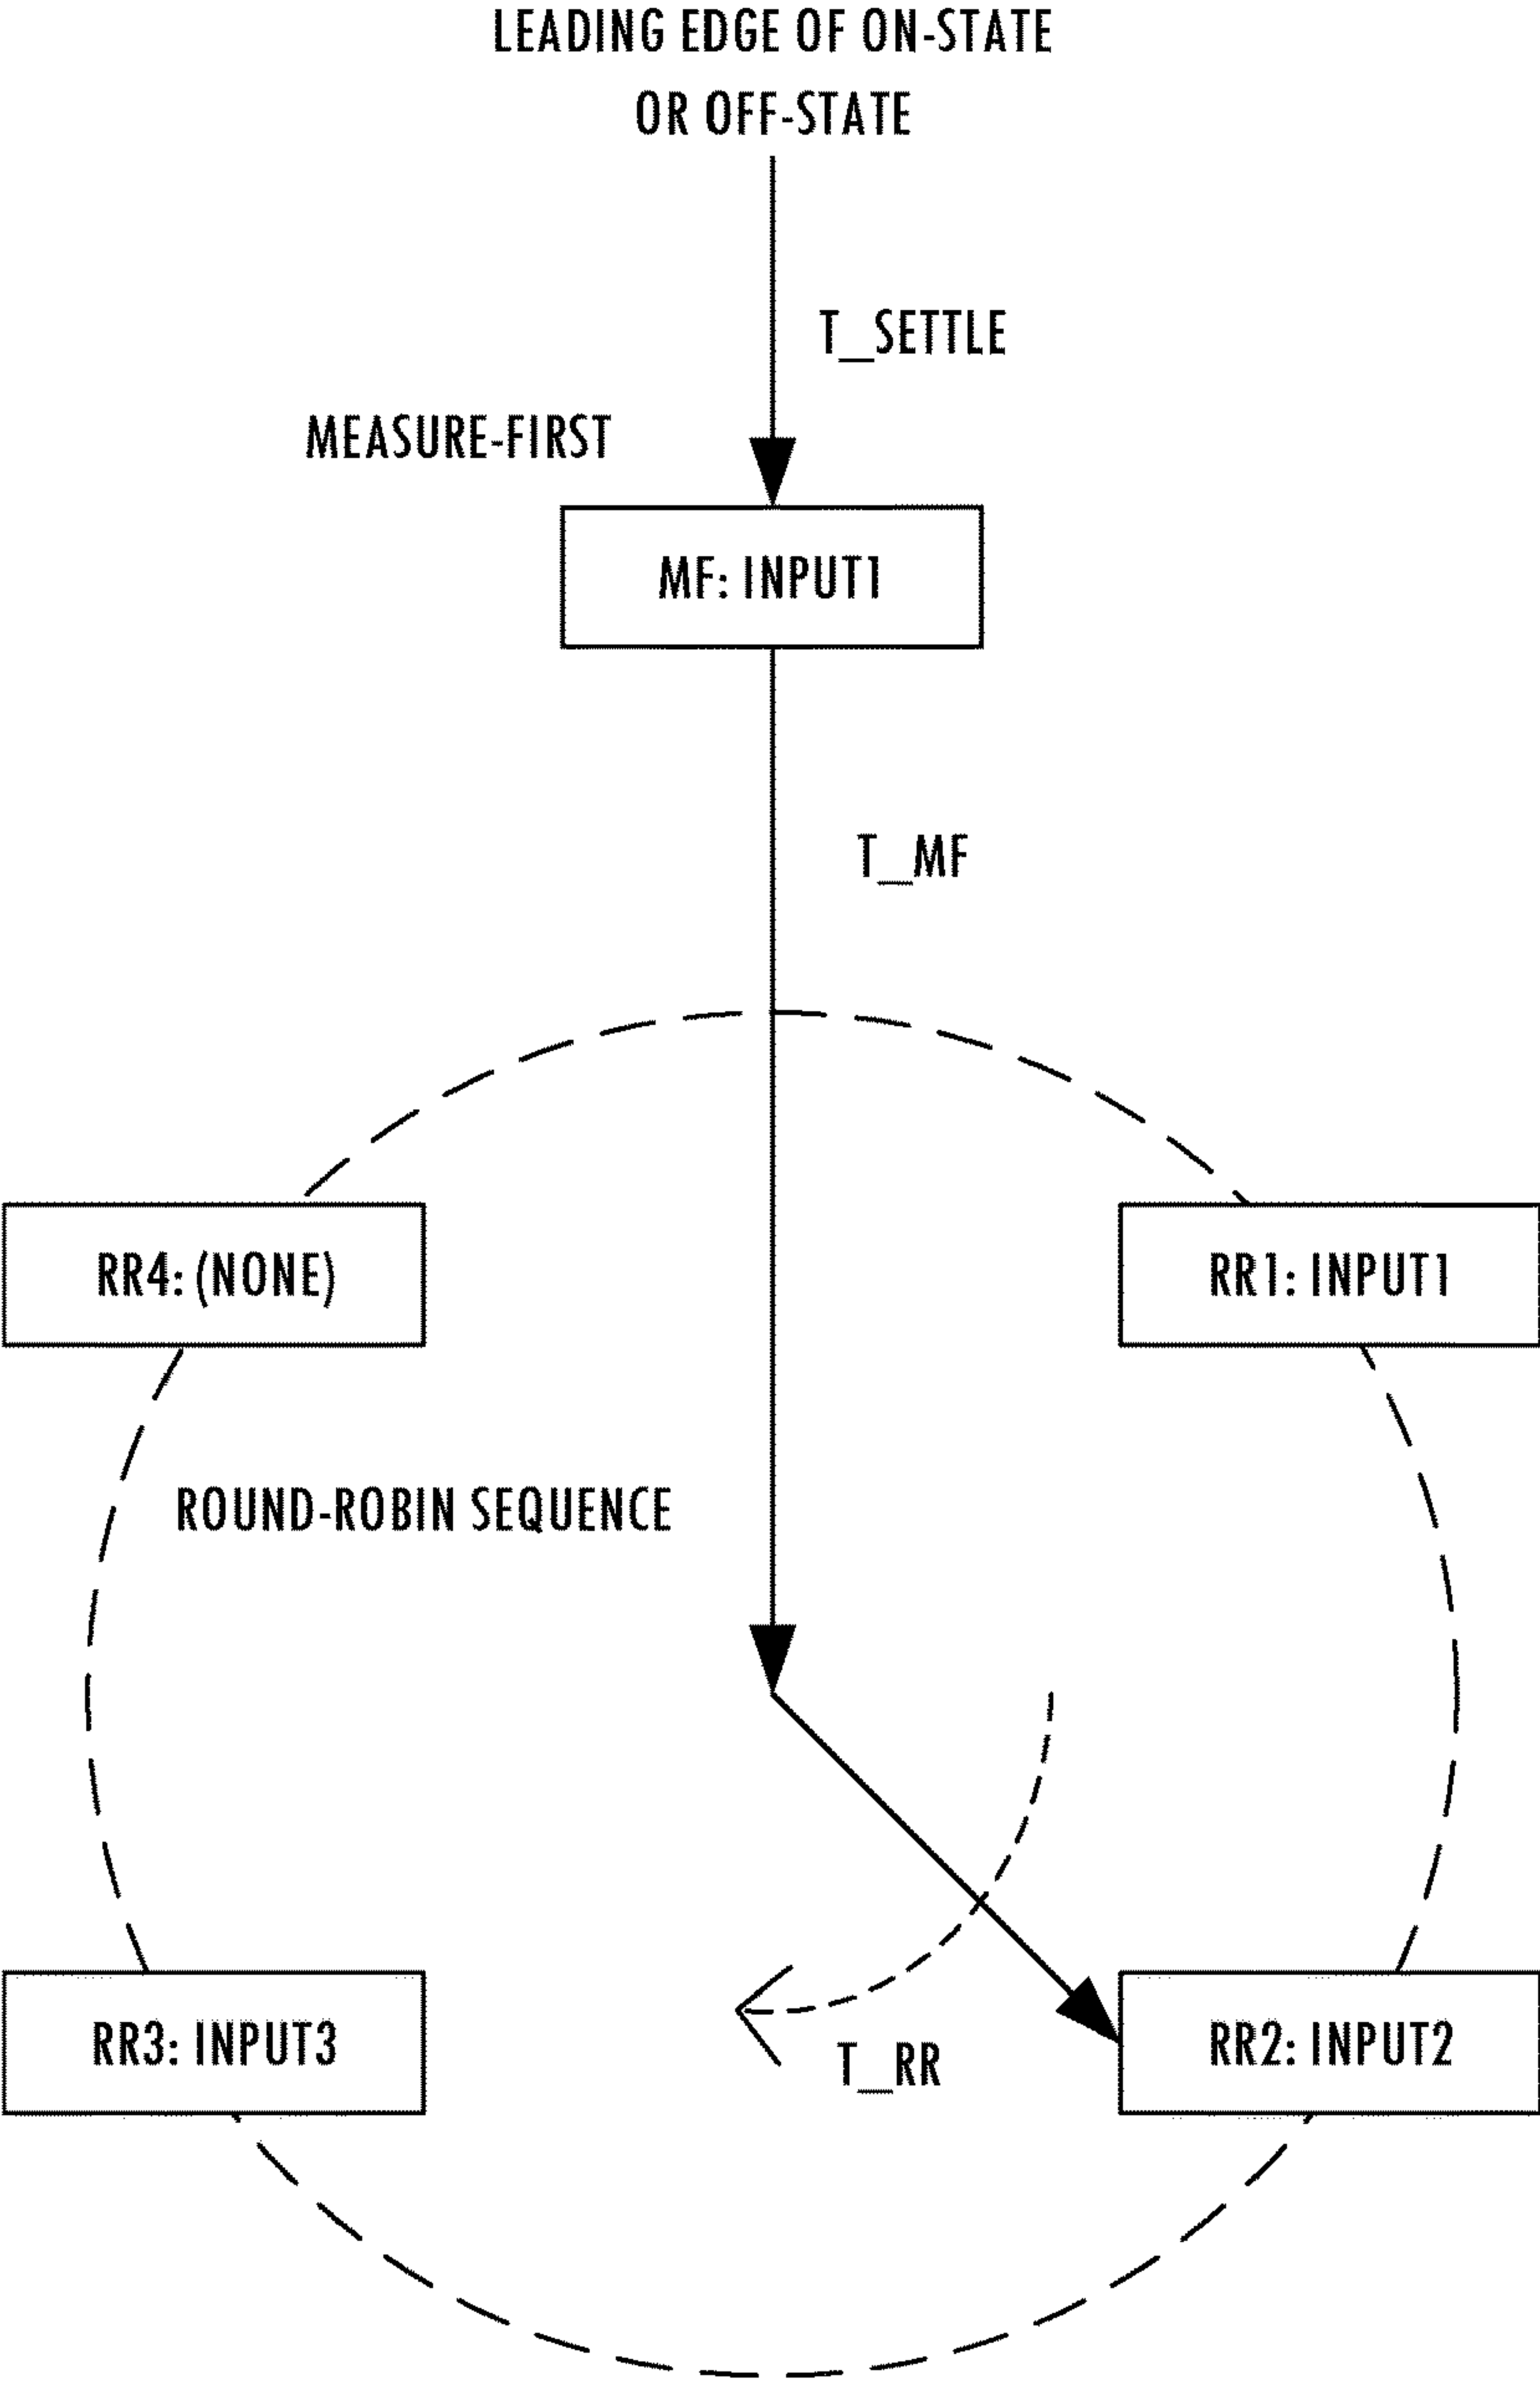 LEADING EDGE OF ON-STATE
OR OFF-STATE
T_SETTLE
MEASURE-FIRST
MF: INPUT1
T_MF
RR4: (NONE)
RR1: INPUT1
ROUND-ROBIN SEQUENCE
RR3: INPUT3
T_RR
RR2: INPUT2